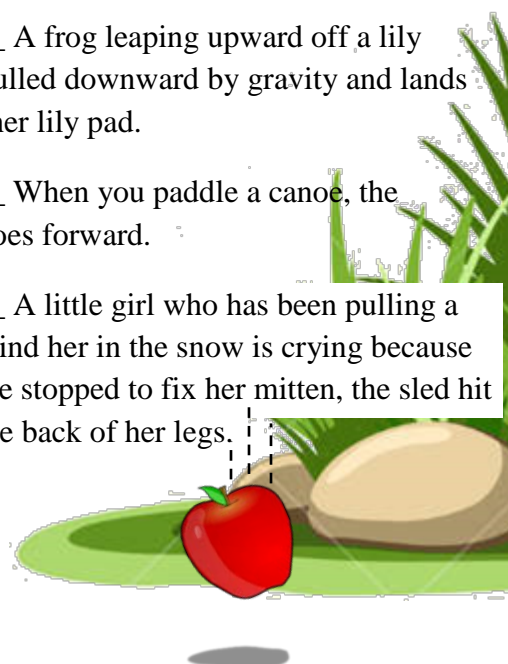 _ A frog leaping upward off a lily
ulled downward by gravity and lands
her lily pad.
_ When you paddle a canoe, the
oes forward.
_ A little girl who has been pulling a
ind her in the snow is crying because
e stopped to fix her mitten, the sled hit
e back of her legs.